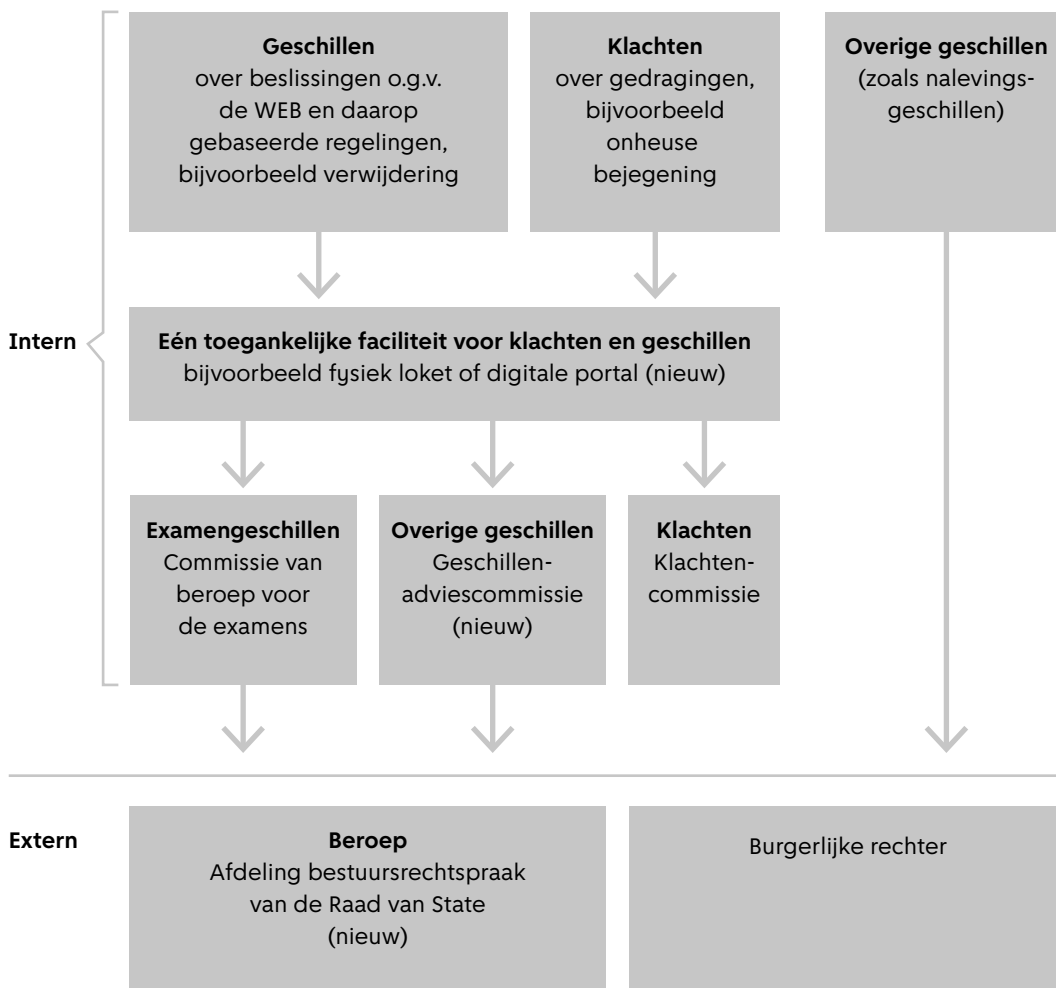 Geschillen
over beslissingen o.g.v.
de WEB en daarop
gebaseerde regelingen,
bijvoorbeeld verwijdering
Klachten
over gedragingen,
bijvoorbeeld
onheuse
bejegening
Overige geschillen
(zoals nalevings-
geschillen)
Intern
Eén toegankelijke faciliteit voor klachten en geschillen
bijvoorbeeld fysiek loket of digitale portal (nieuw)
Examengeschillen
Commissie van
beroep voor
de examens
Overige geschillen
Geschillen-
adviescommissie
(nieuw)
Klachten
Klachten-
commissie
Extern
Beroep
Afdeling bestuursrechtspraak
van de Raad van State
(nieuw)
Burgerlijke rechter